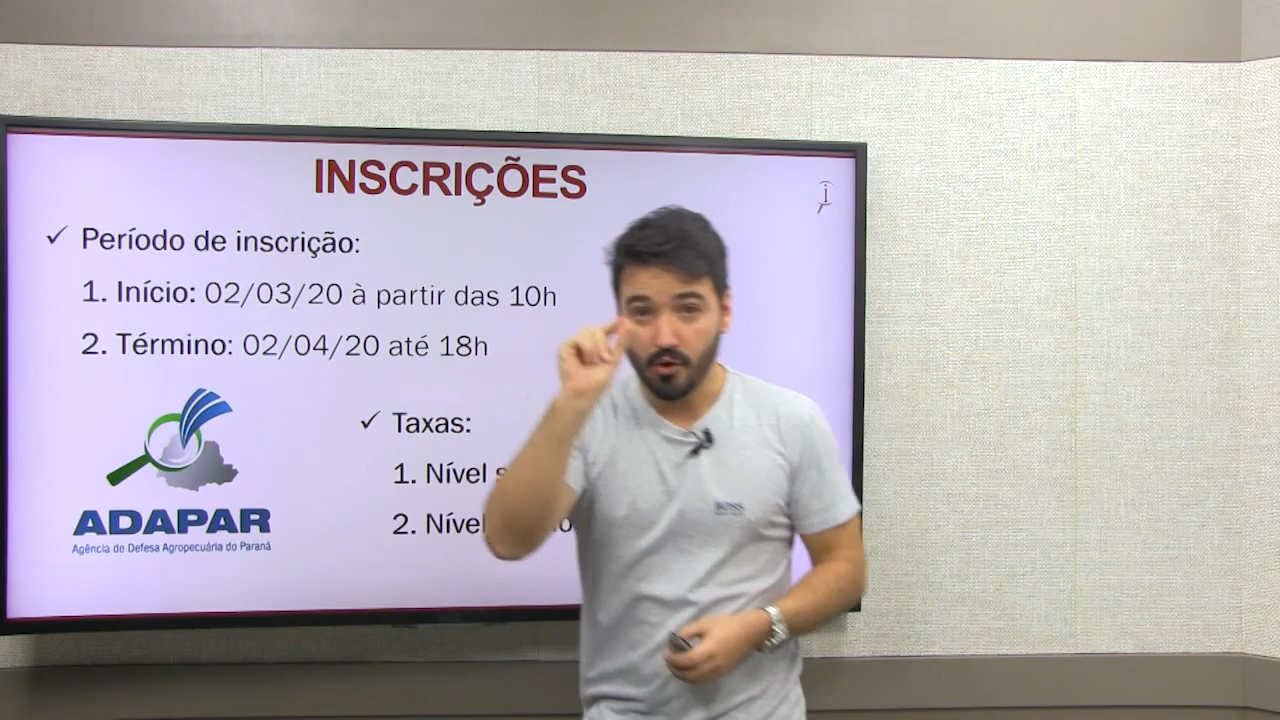 INSCRIÇÕES
✓ Período de inscrição:
1. Início: 02/03/20 à partir das 10h
2. Término: 02/04/20 até 18h
✓ Taxas:
1. Nível
2. Nível
ADAPAR
Agência de Defesa Agropecuária do Paraná
BOSS